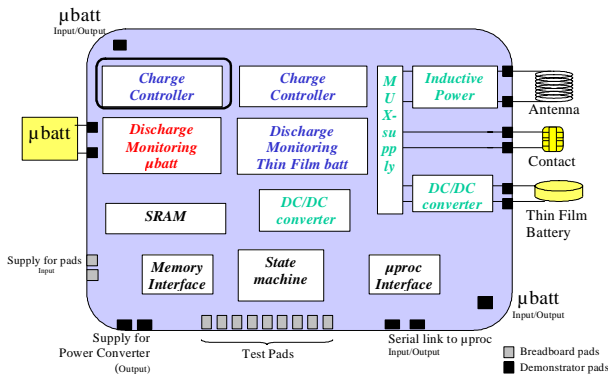 µbatt
Input/Output
Charge
Controller
Charge
Controller
M
U
X-
su
pp
ly
Inductive
Power
Antenna
µbatt
Discharge
Monitoring
µbatt
Discharge
Monitoring
Thin Film batt
Contact
SRAM
DC/DC
converter
DC/DC
converter
Thin Film
Battery
Supply for pads
Input
Memory
Interface
State
machine
µproc
Interface
µbatt
Input/Output
Supply for
Power Converter
(Output)
Test Pads
Serial link to µproc
Input/Output
Breadboard pads
Demonstrator pads